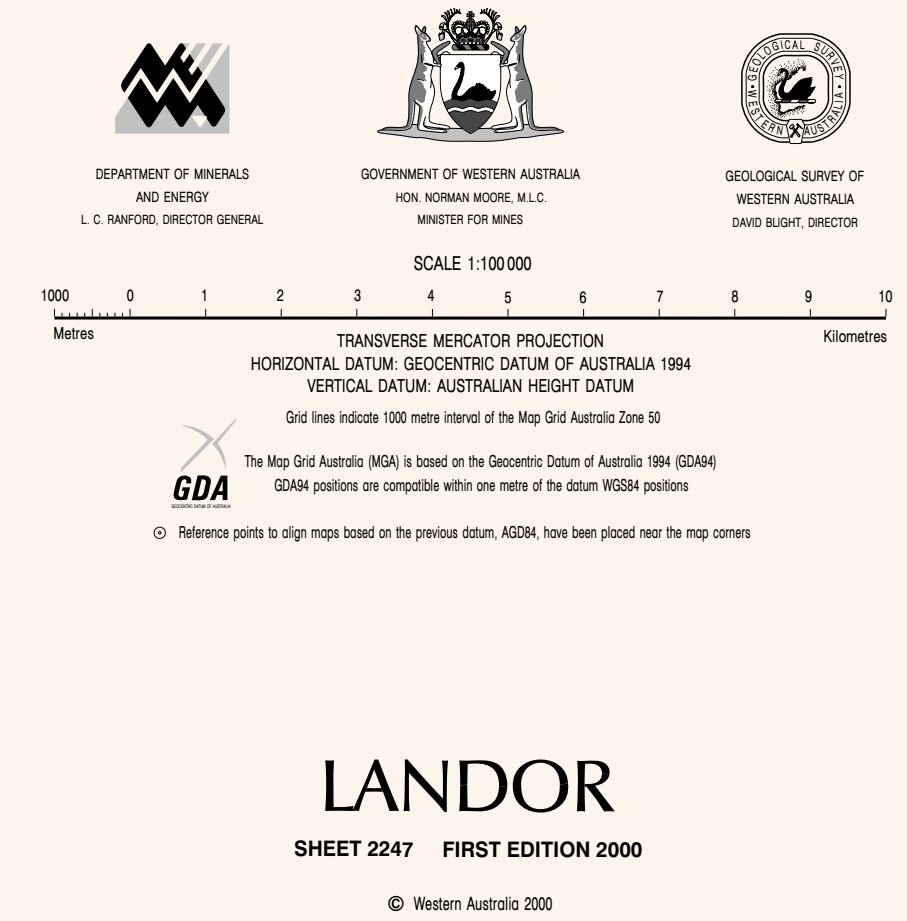 GEOLOGICAL SURVEY
WESTERN AUSTRALIA
DEPARTMENT OF MINERALS
AND ENERGY
L. C. RANFORD, DIRECTOR GENERAL
GOVERNMENT OF WESTERN AUSTRALIA
HON. NORMAN MOORE, M.L.C.
MINISTER FOR MINES
GEOLOGICAL SURVEY OF
WESTERN AUSTRALIA
DAVID BLIGHT, DIRECTOR
SCALE 1:100 000
1000 0 1 2 3 4 5 6 7 8 9 10
Metres Kilometres
TRANSVERSE MERCATOR PROJECTION
HORIZONTAL DATUM: GEOCENTRIC DATUM OF AUSTRALIA 1994
VERTICAL DATUM: AUSTRALIAN HEIGHT DATUM
Grid lines indicate 1000 metre interval of the Map Grid Australia Zone 50
GDA
GEOCENTRIC DATUM OF AUSTRALIA
The Map Grid Australia (MGA) is based on the Geocentric Datum of Australia 1994 (GDA94)
GDA94 positions are compatible within one metre of the datum WGS84 positions
Reference points to align maps based on the previous datum, AGD84, have been placed near the map corners
LANDOR
SHEET 2247 FIRST EDITION 2000
© Western Australia 2000